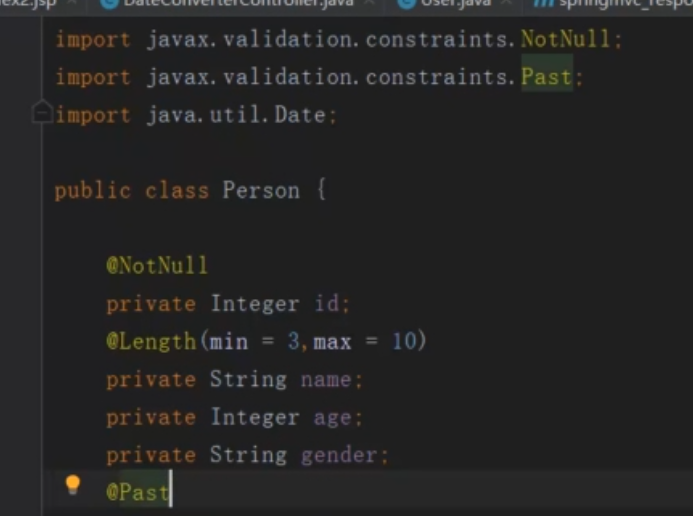 ex2.jsp DateConverterController.java User.java springmvc_respo
import javax.validation.constraints.NotNull;
import javax.validation.constraints.Past;
import java.util.Date;
public class Person {
@NotNull
private Integer id;
@Length(min = 3,max = 10)
private String name;
private Integer age;
private String gender;
@Past